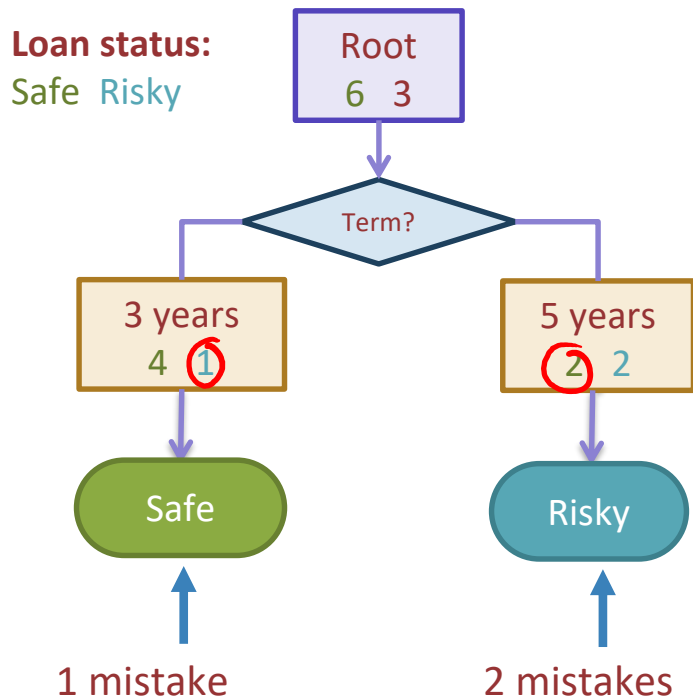 Loan status:
Safe Risky
Root
6 3
Term?
3 years
4 1
5 years
2 2
Safe
Risky
1 mistake
2 mistakes